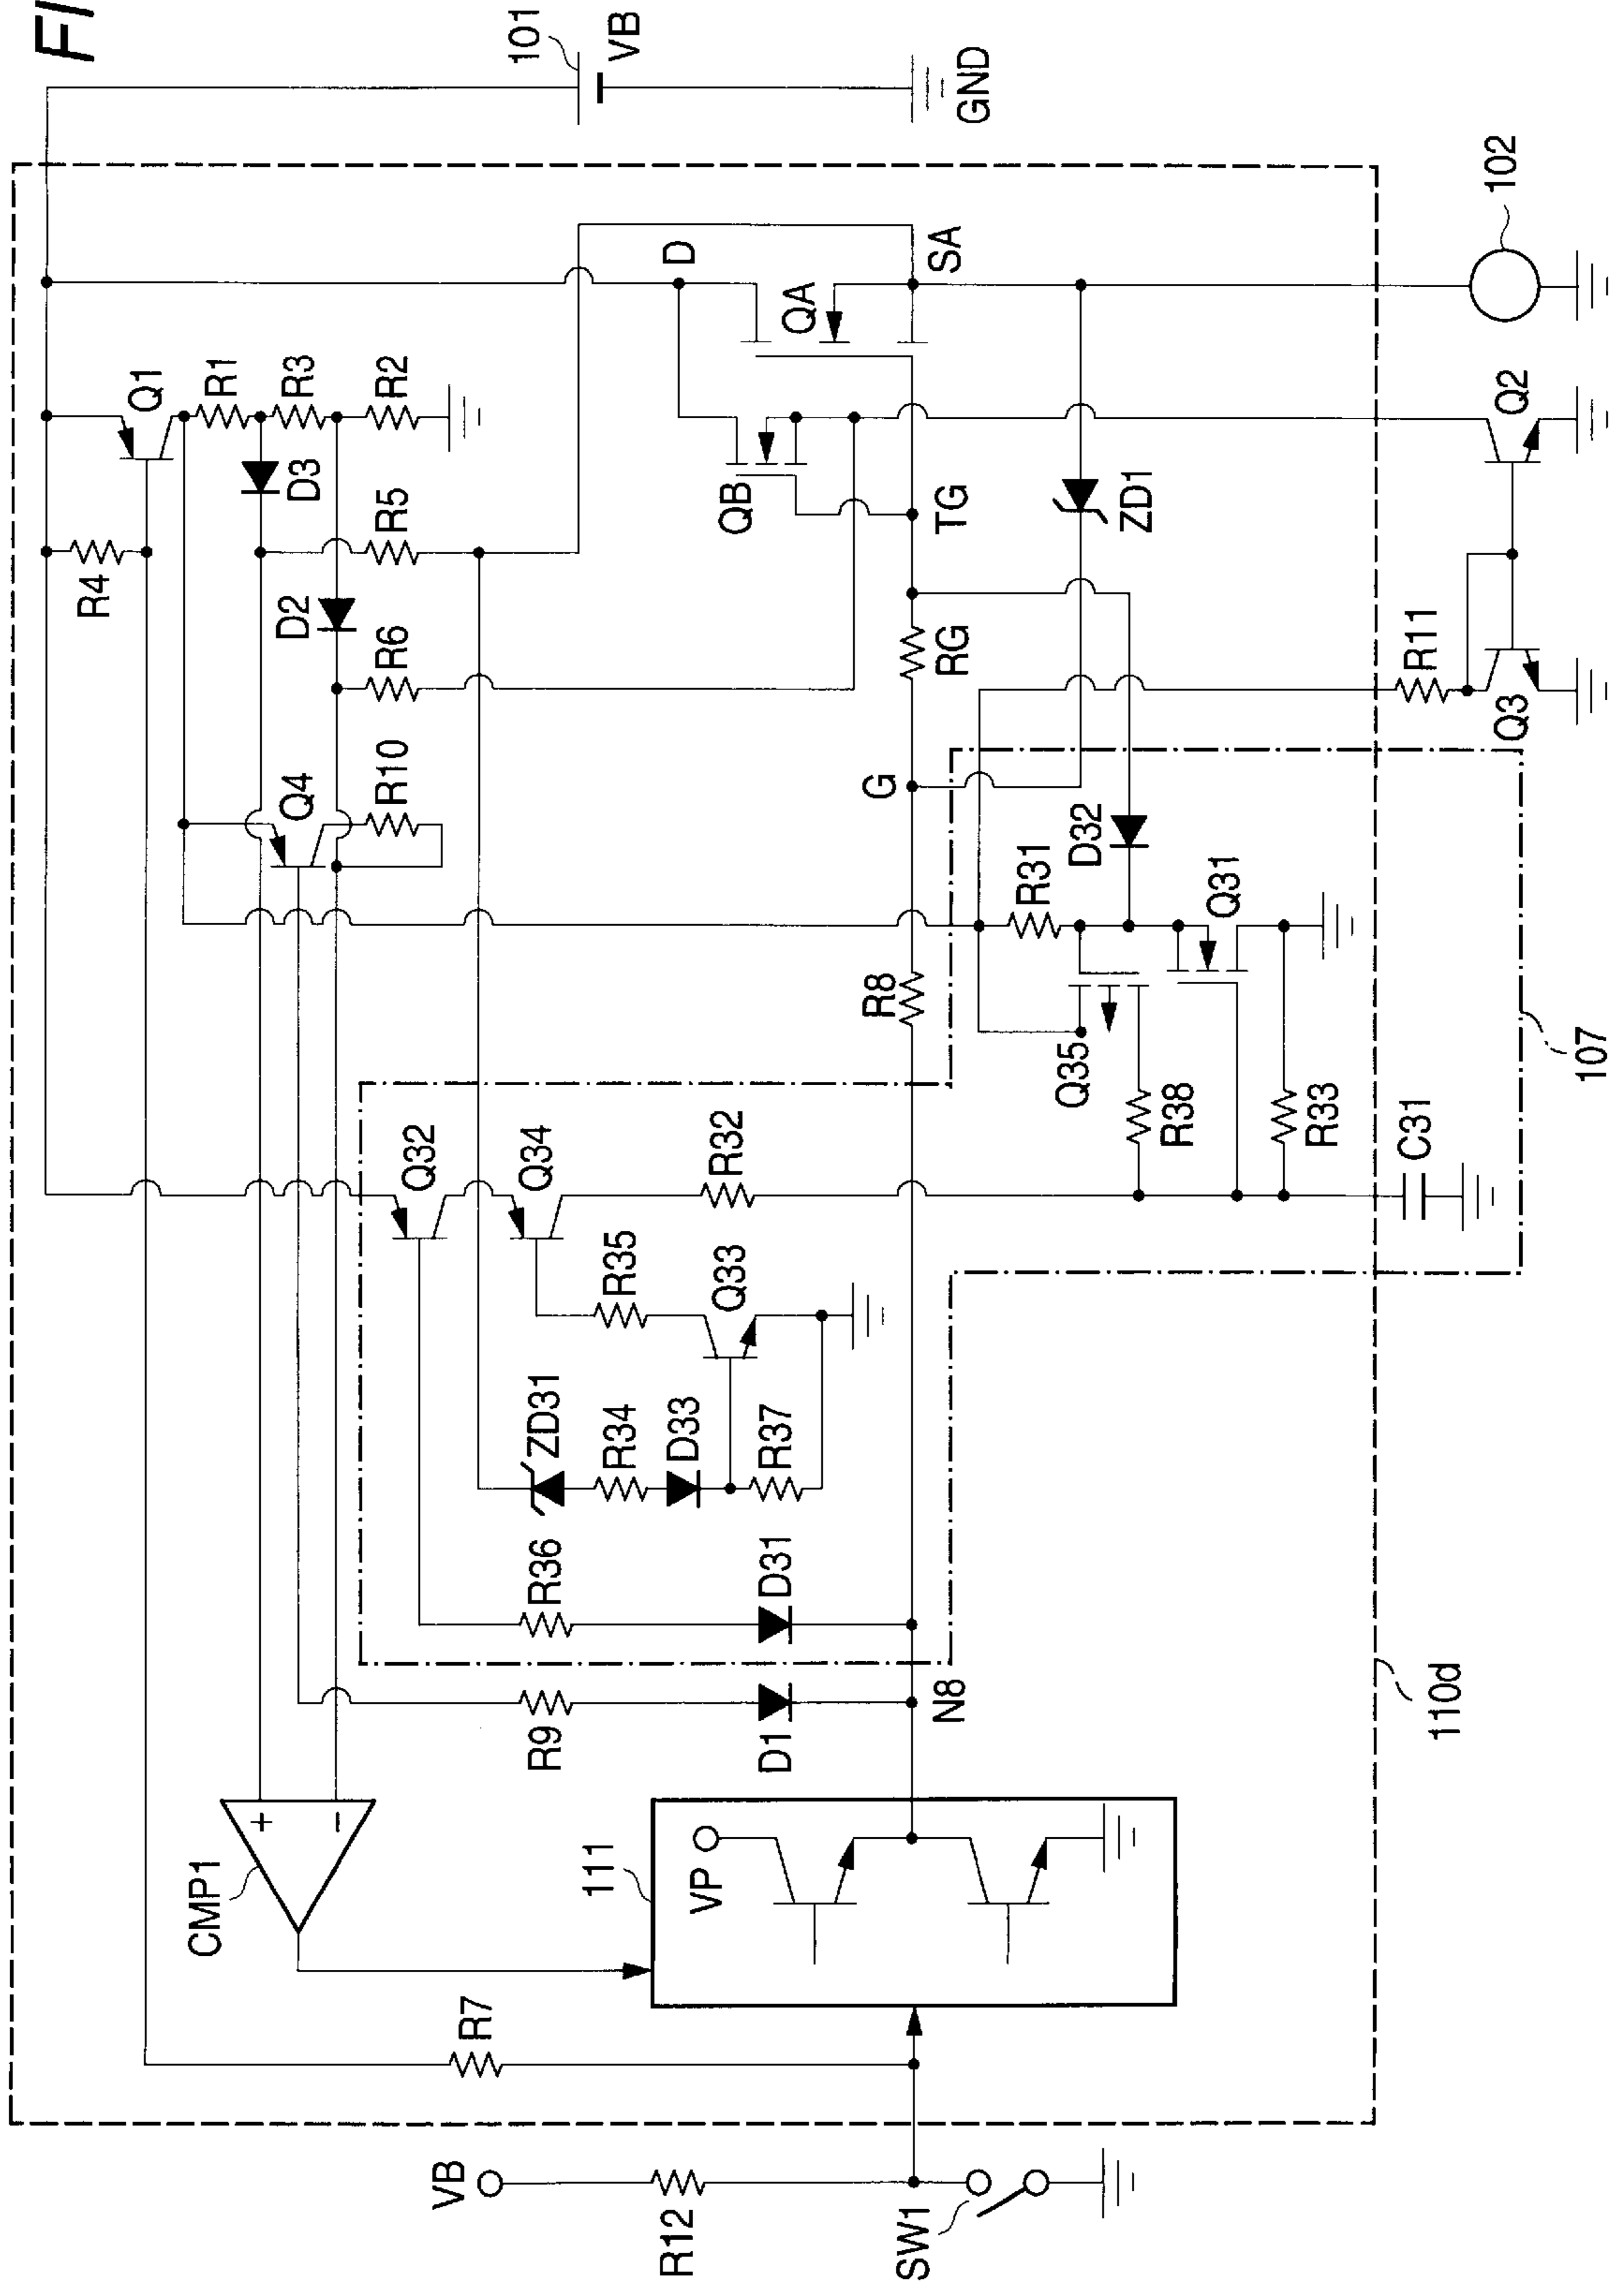 FI
101
VB
GND
Q1
R1
R3
R2
R4
D3
R5
D2
R6
Q4
R10
D
QA
SA
102
QB
TG
ZD1
Q2
RG
R11
Q3
G
D32
R31
Q31
R8
Q35
R38
R33
C31
107
Q32
Q34
R32
R35
Q33
ZD31
R34
D33
R37
R36
D31
R9
D1
N8
110d
CMP1
+
−
111
VP
R7
VB
R12
SW1